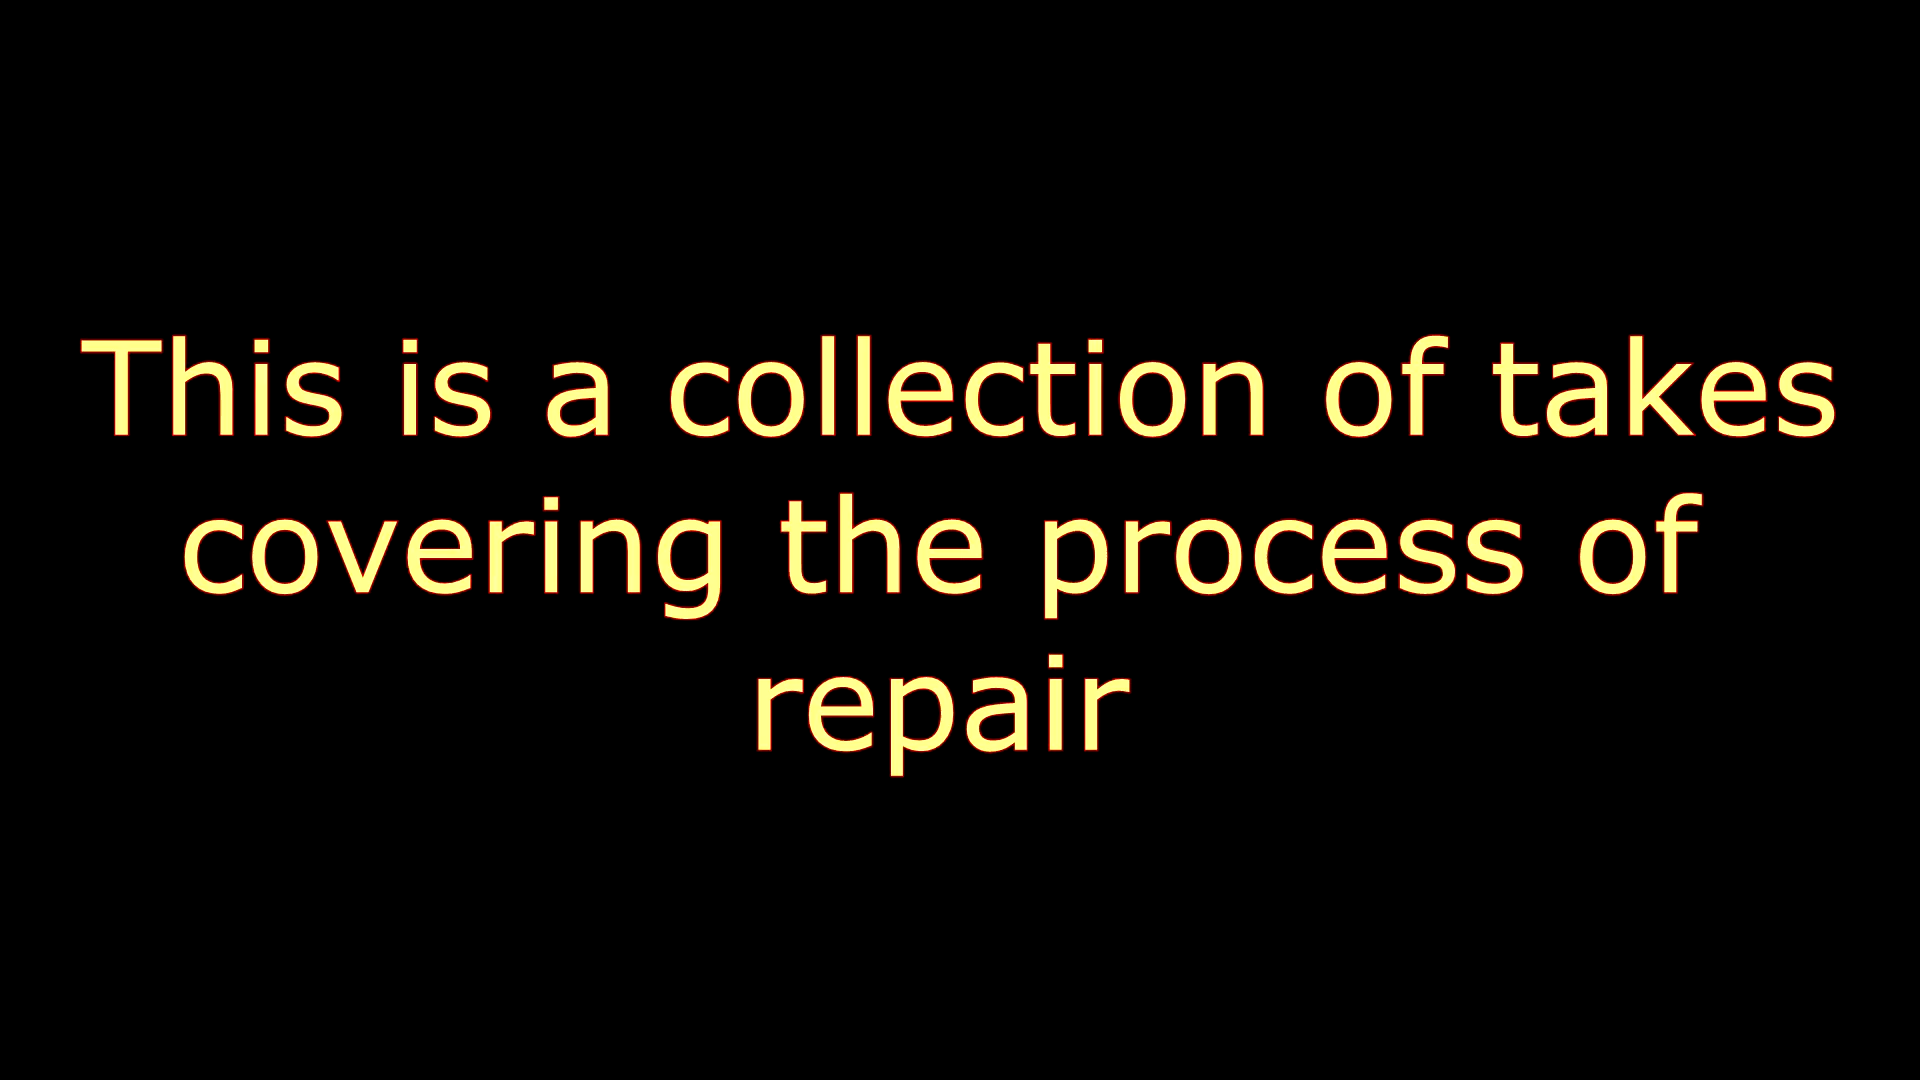 This is a collection of takes
covering the process of
repair